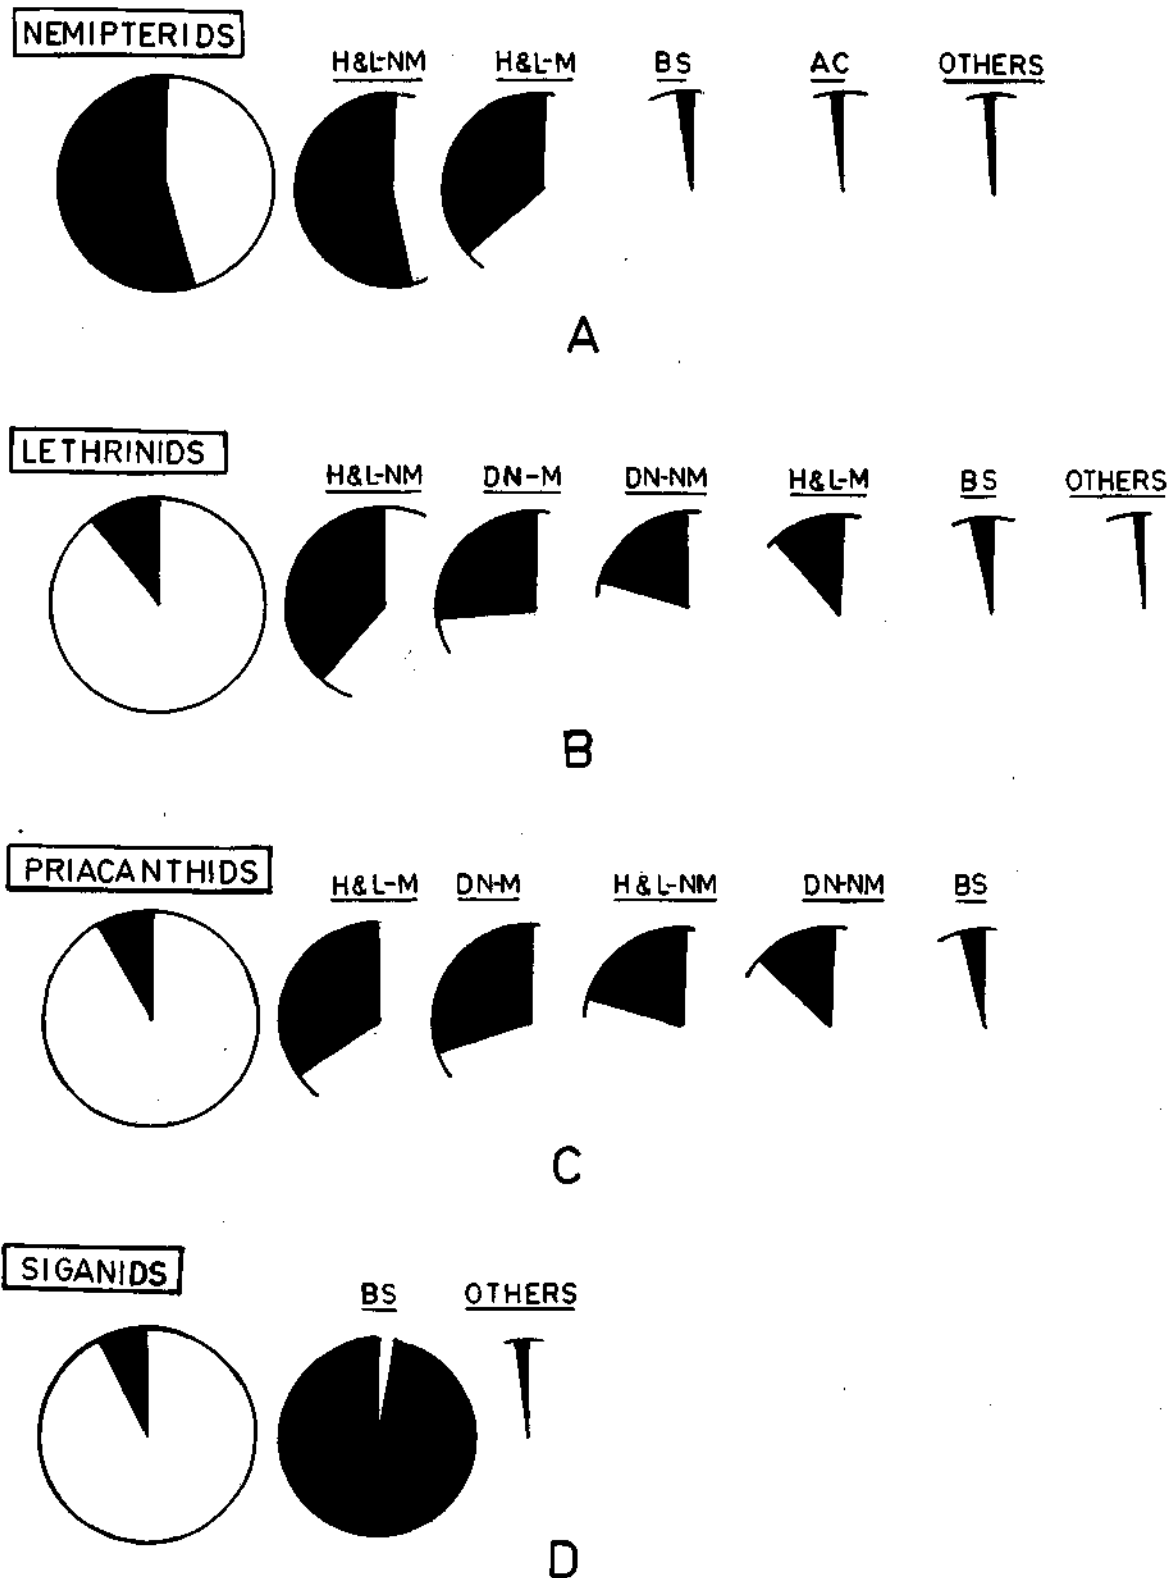 NEMIPTERIDS
H&L-NM H&L-M BS AC OTHERS
A
LETHRINIDS
H&L-NM DN-M DN-NM H&L-M BS OTHERS
B
PRIACANTHIDS
H&L-M DN-M H&L-NM DN-NM BS
C
SIGANIDS
BS OTHERS
D